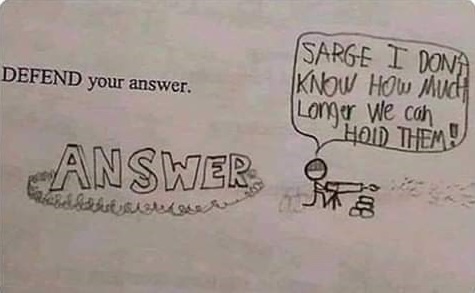 DEFEND your answer.
ANSWER
SARGE I DON'T
KNOW HOW MUCH
Longer We can
HOLD THEM!!